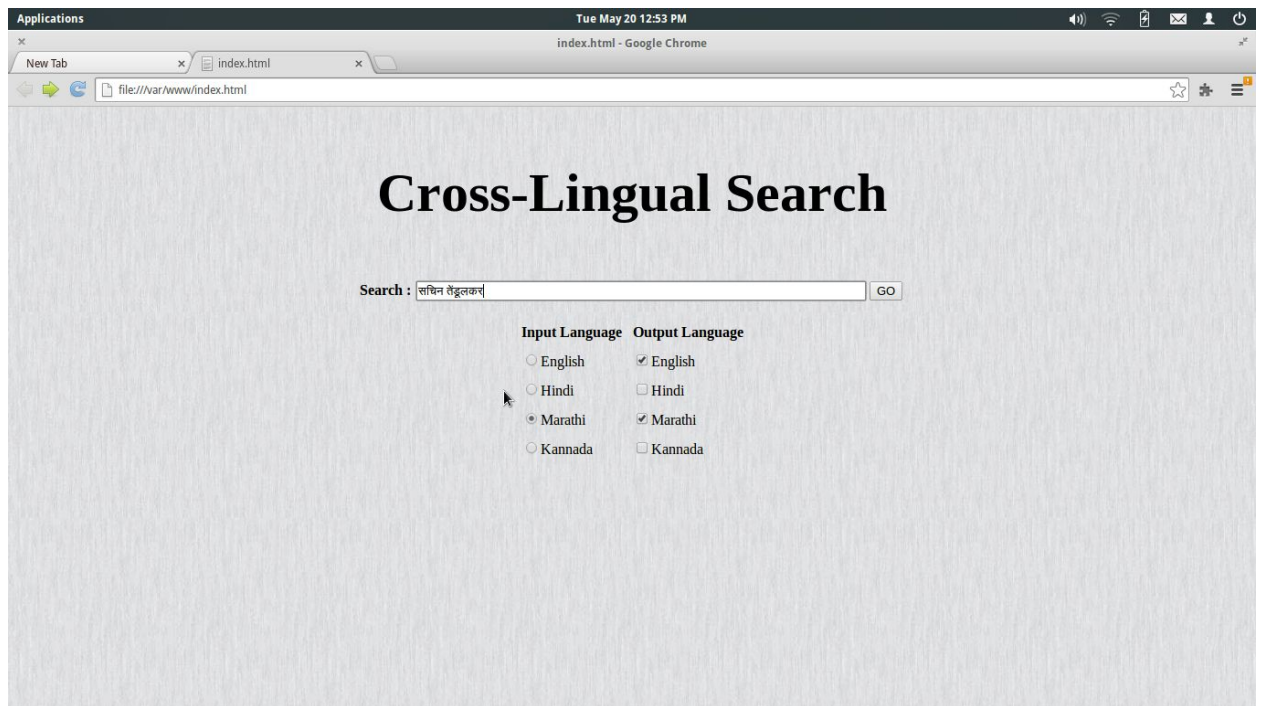 Applications Tue May 20 12:53 PM
index.html - Google Chrome
New Tab index.html
file:///var/www/index.html
Cross-Lingual Search
Search : सचिन तेंडूलकर GO
Input Language Output Language
English English
Hindi Hindi
Marathi Marathi
Kannada Kannada